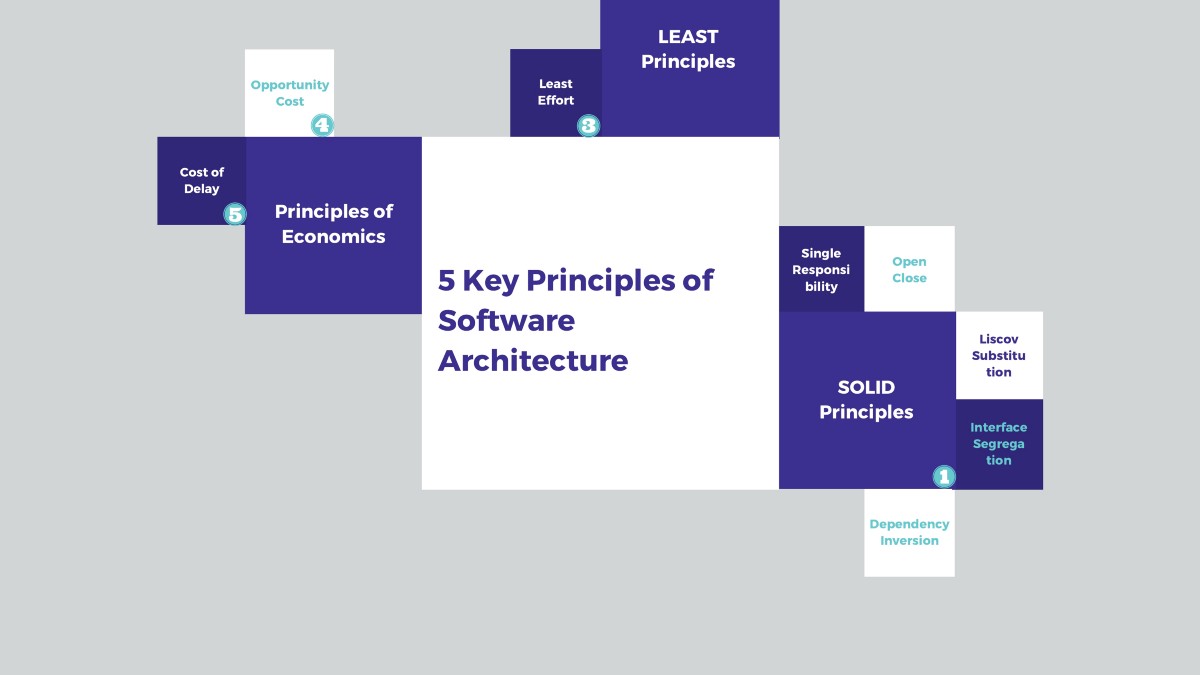 LEAST
Principles
Least
Effort
3
Opportunity
Cost
4
Cost of
Delay
5
Principles of
Economics
5 Key Principles of
Software
Architecture
Single
Responsi
bility
Open
Close
Liscov
Substitu
tion
SOLID
Principles
1
Interface
Segrega
tion
Dependency
Inversion